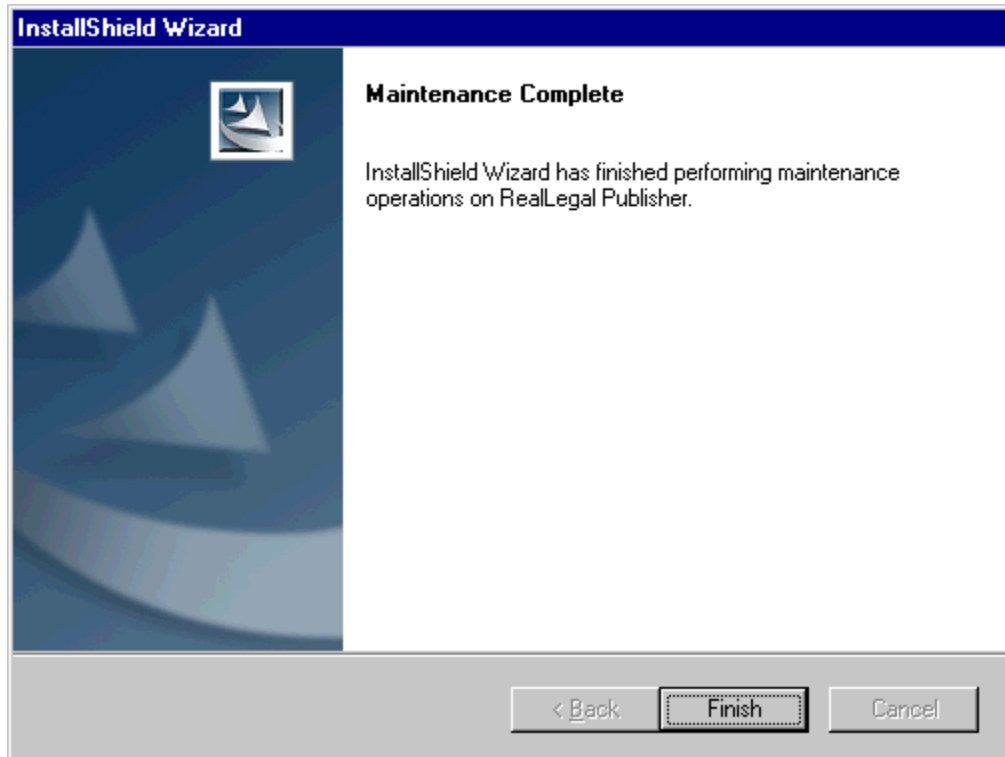 InstallShield Wizard
Maintenance Complete
InstallShield Wizard has finished performing maintenance
operations on RealLegal Publisher.
< Back
Finish
Cancel